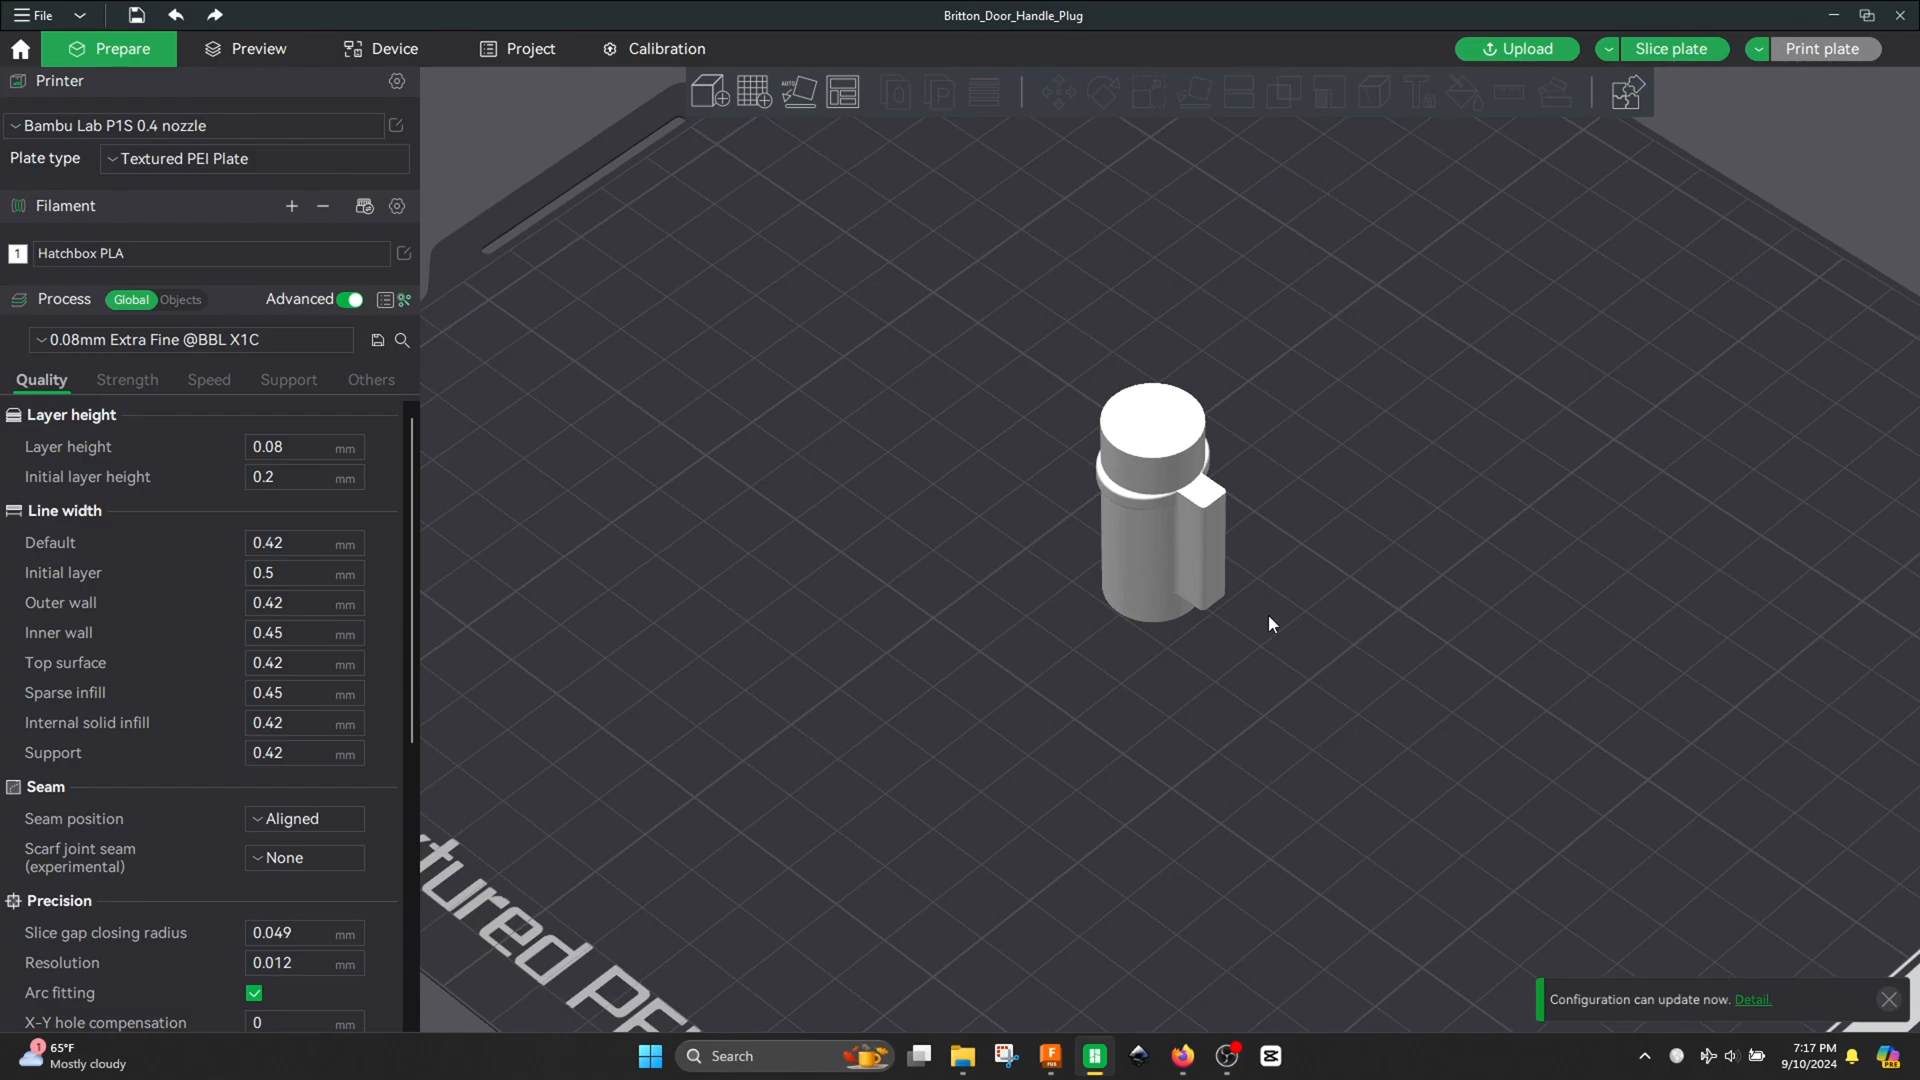 File
Britton_Door_Handle_Plug
Prepare
Preview
Device
Project
Calibration
Upload
Slice plate
Print plate
Printer
Bambu Lab P1S 0.4 nozzle
Plate type
Textured PEI Plate
Filament
1
Hatchbox PLA
Process
Global
Objects
Advanced
0.08mm Extra Fine @BBL X1C
Quality
Strength
Speed
Support
Others
Layer height
Layer height 0.08 mm
Initial layer height 0.2 mm
Line width
Default 0.42 mm
Initial layer 0.5 mm
Outer wall 0.42 mm
Inner wall 0.45 mm
Top surface 0.42 mm
Sparse infill 0.45 mm
Internal solid infill 0.42 mm
Support 0.42 mm
Seam
Seam position Aligned
Scarf joint seam
(experimental)
None
Precision
Slice gap closing radius 0.049 mm
Resolution 0.012 mm
Arc fitting
X-Y hole compensation 0 mm
AUTO
0
P
tured PE
Configuration can update now. Detail.
1
65°F
Mostly cloudy
Search
F
FUS
7:17 PM
9/10/2024
PRE